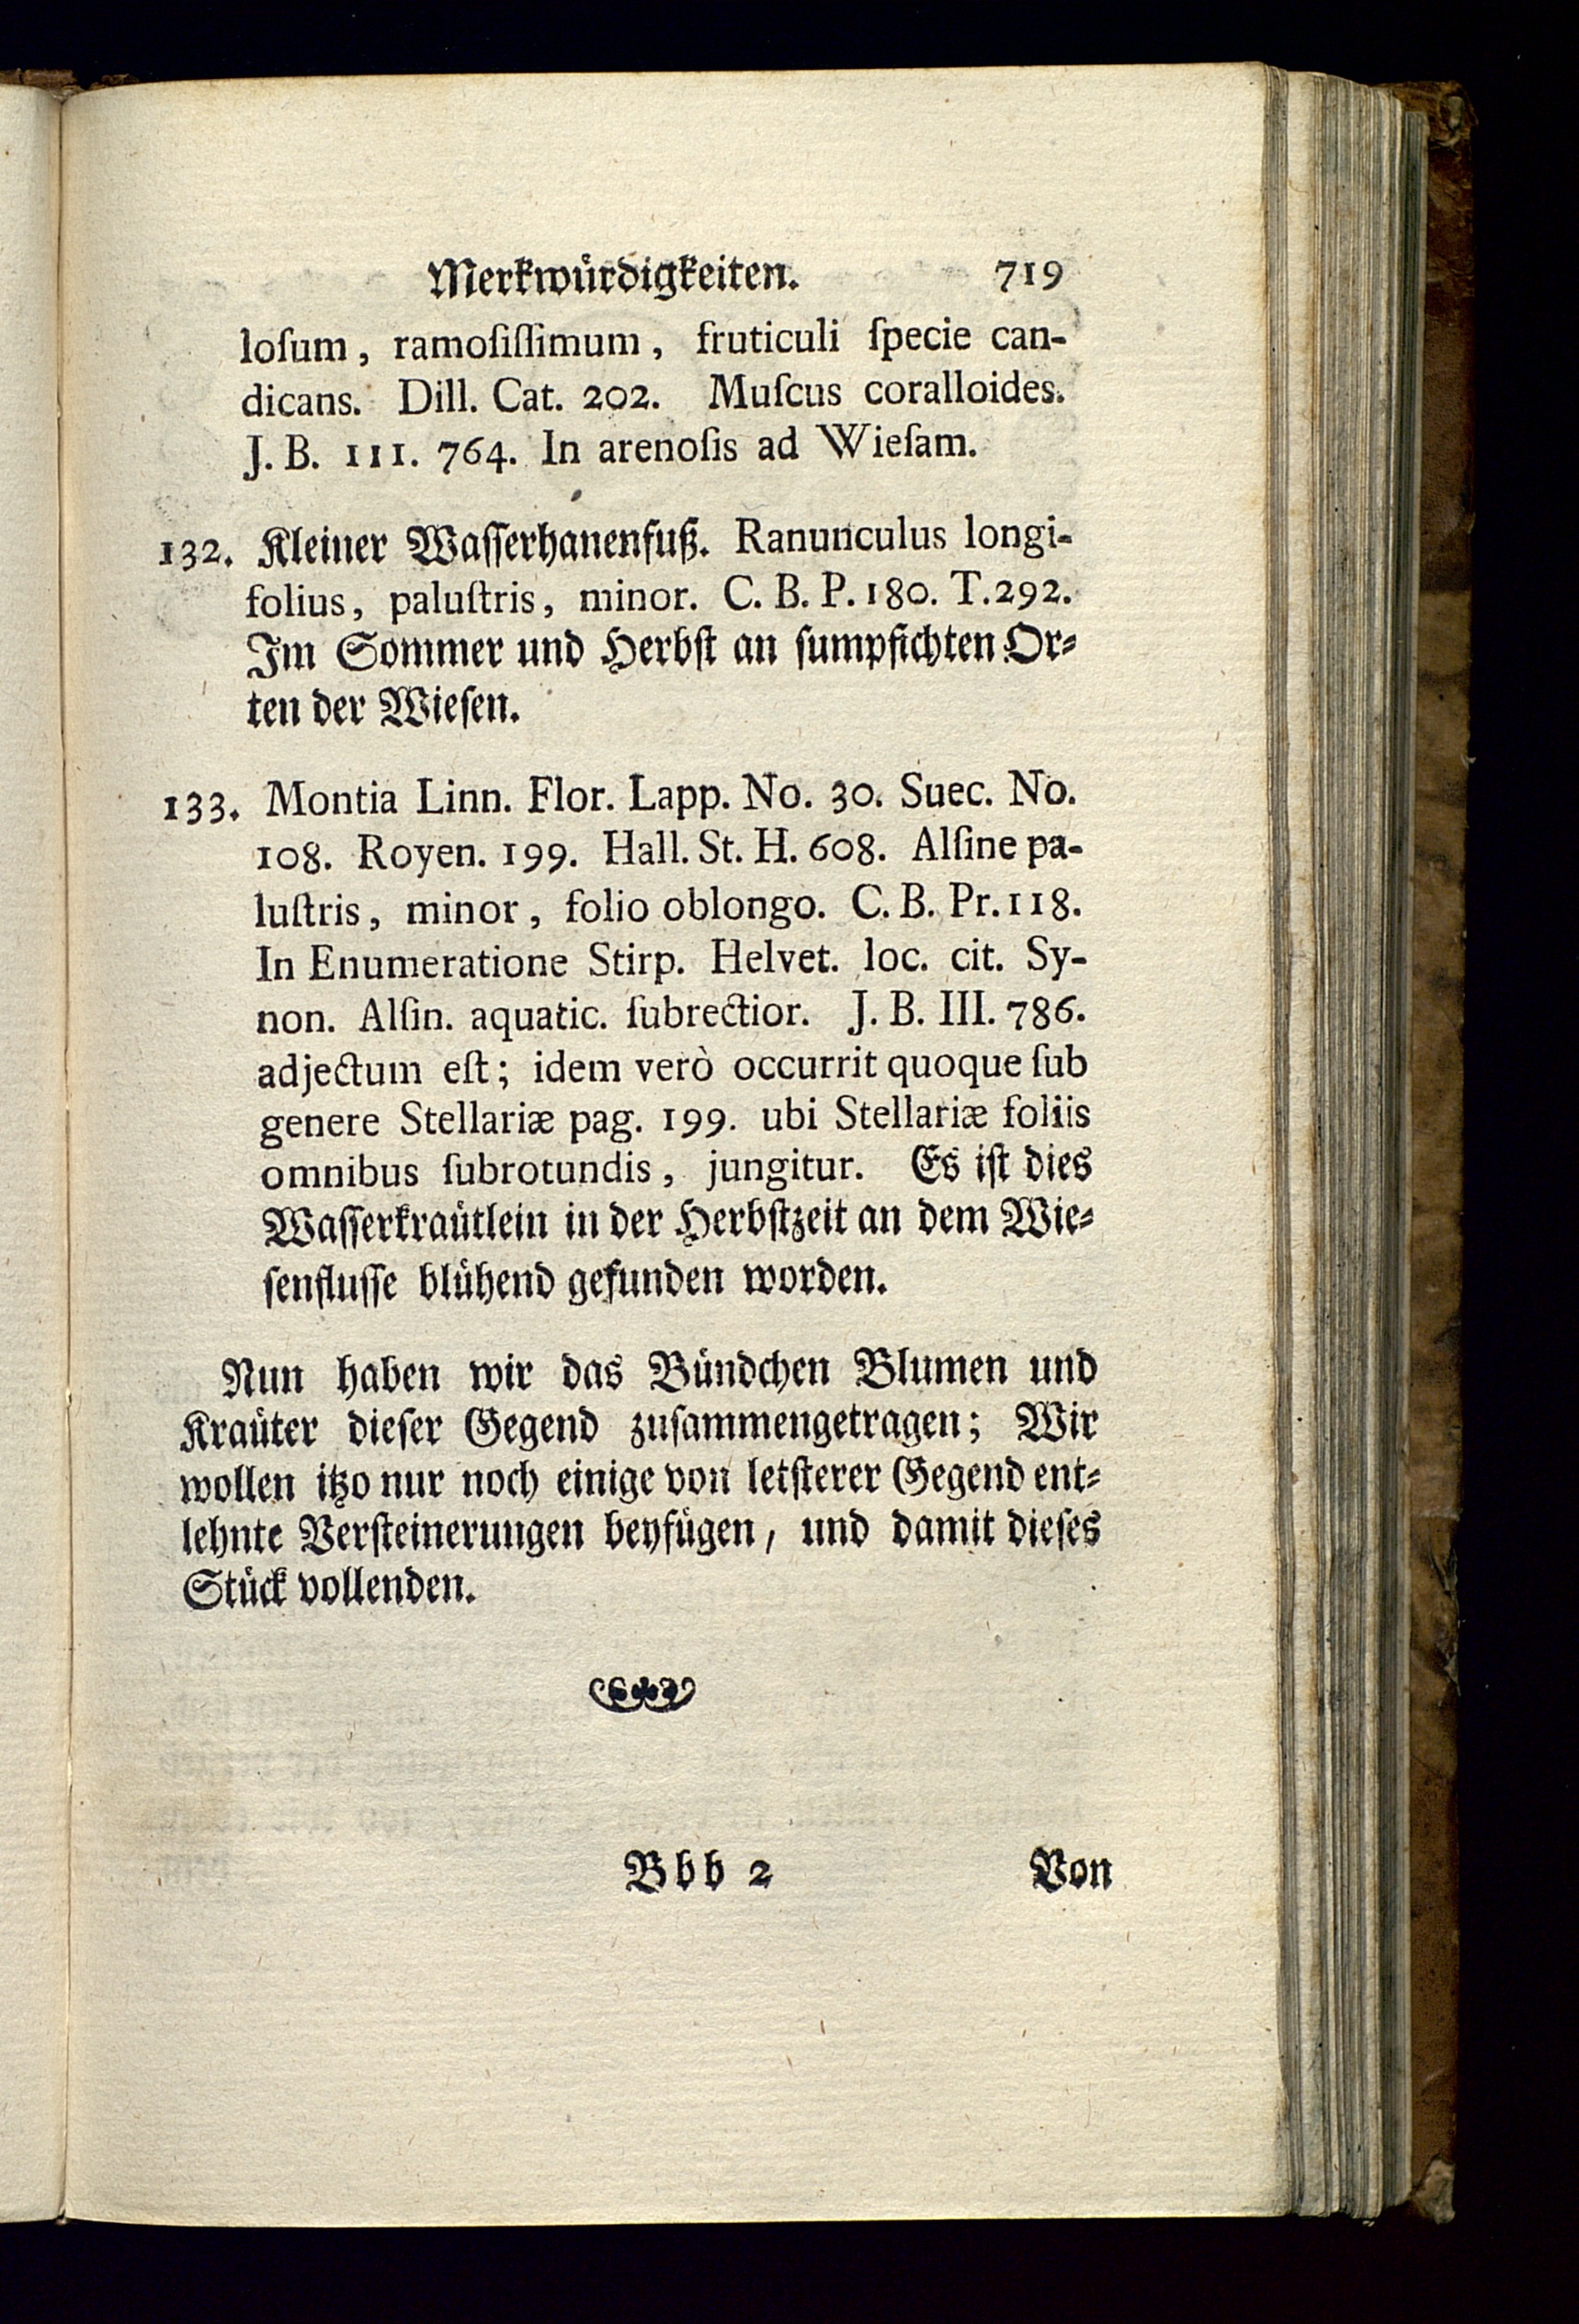 Merkwürdigkeiten. 719
loſum, ramoſiſſimum, fruticuli ſpecie can-
dicans. Dill. Cat. 202. Muſcus coralloides.
J. B. III. 764. In arenoſis ad Wieſam.
132. Kleiner Waſſerhanenfuß. Ranunculus longi-
folius, paluſtris, minor. C. B. P. 180. T. 292.
Im Sommer und Herbſt an ſumpfichten Or-
ten der Wieſen.
133. Montia Linn. Flor. Lapp. No. 30. Suec. No.
108. Royen. 199. Hall. St. H. 608. Alſine pa-
luſtris, minor, folio oblongo. C. B. Pr. 118.
In Enumeratione Stirp. Helvet. loc. cit. Sy-
non. Alſin. aquatic. ſubrectior. J. B. III. 786.
adjectum eſt; idem verò occurrit quoque ſub
genere Stellariæ pag. 199. ubi Stellariæ foliis
omnibus ſubrotundis, jungitur. Es iſt dies
Waſſerkraütlein in der Herbſtzeit an dem Wie-
ſenfluſſe blühend gefunden worden.
Nun haben wir das Bündchen Blumen und
Kraüter dieſer Gegend zuſammengetragen; Wir
wollen itzo nur noch einige von letſterer Gegend ent-
lehnte Verſteinerungen beyfügen, und damit dieſes
Stück vollenden.
Bbb 2 Von